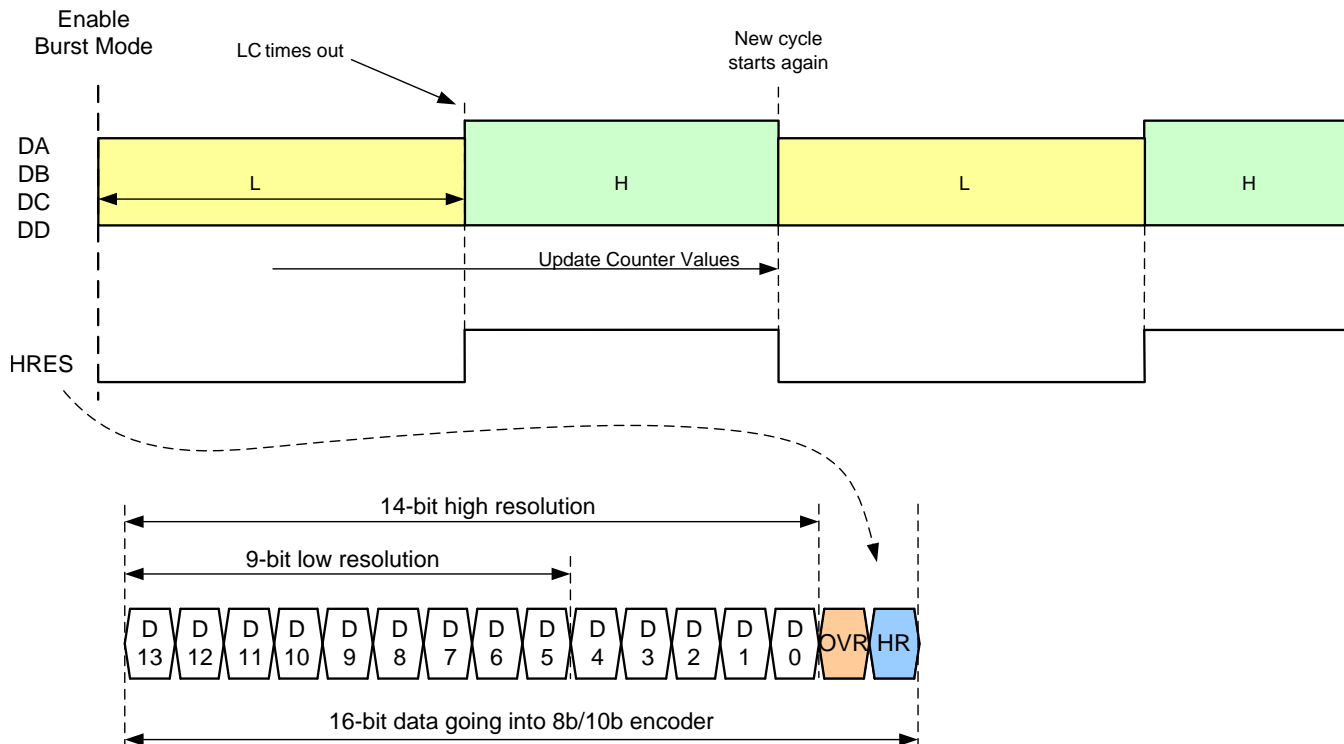 Enable
Burst Mode
LC times out
New cycle
starts again
DA
DB
DC
DD
L
H
L
H
Update Counter Values
HRES
14-bit high resolution
9-bit low resolution
D
13
D
12
D
11
D
10
D
9
D
8
D
7
D
6
D
5
D
4
D
3
D
2
D
1
D
0
OVR
HR
16-bit data going into 8b/10b encoder